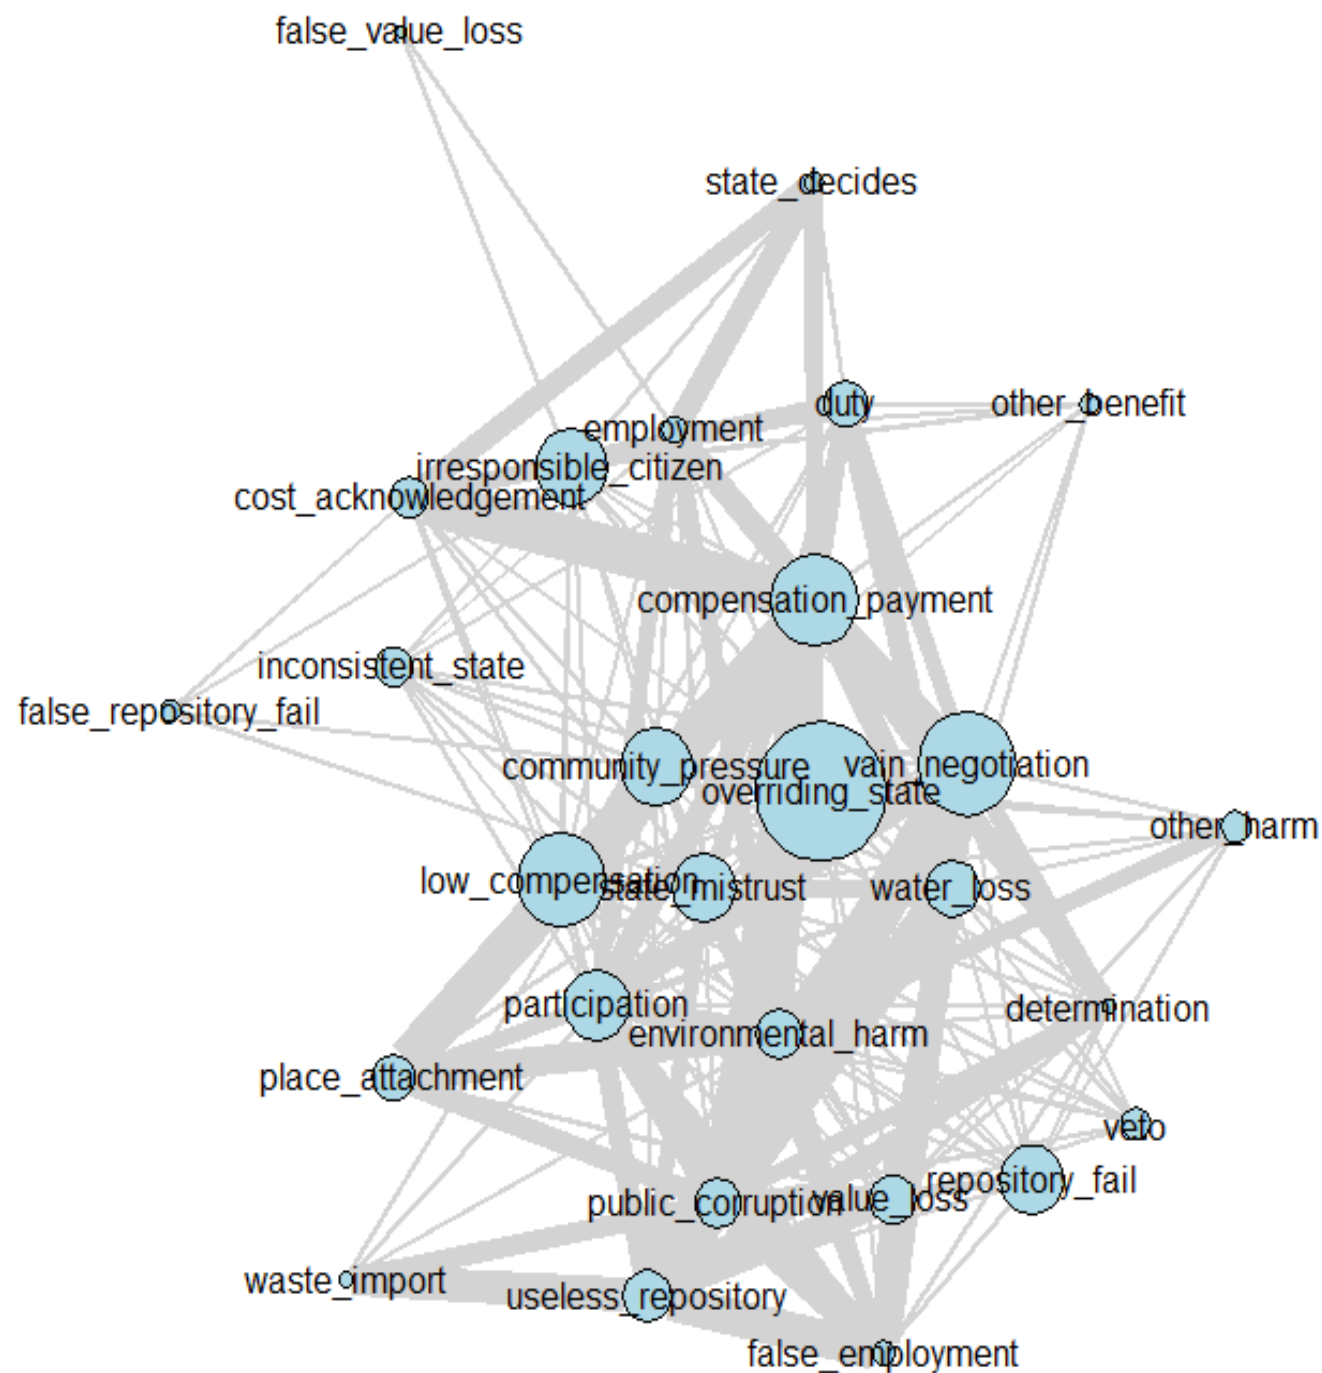 false_value_loss
state_decides
duty
other_benefit
employment
irresponsible_citizen
cost_acknowledgement
compensation_payment
inconsistent_state
false_repository_fail
community_pressure
vain_negotiation
overriding_state
other_harm
low_compensation
state_mistrust
water_loss
participation
determination
environmental_harm
place_attachment
veto
repository_fail
public_corruption
value_loss
waste_import
useless_repository
false_employment